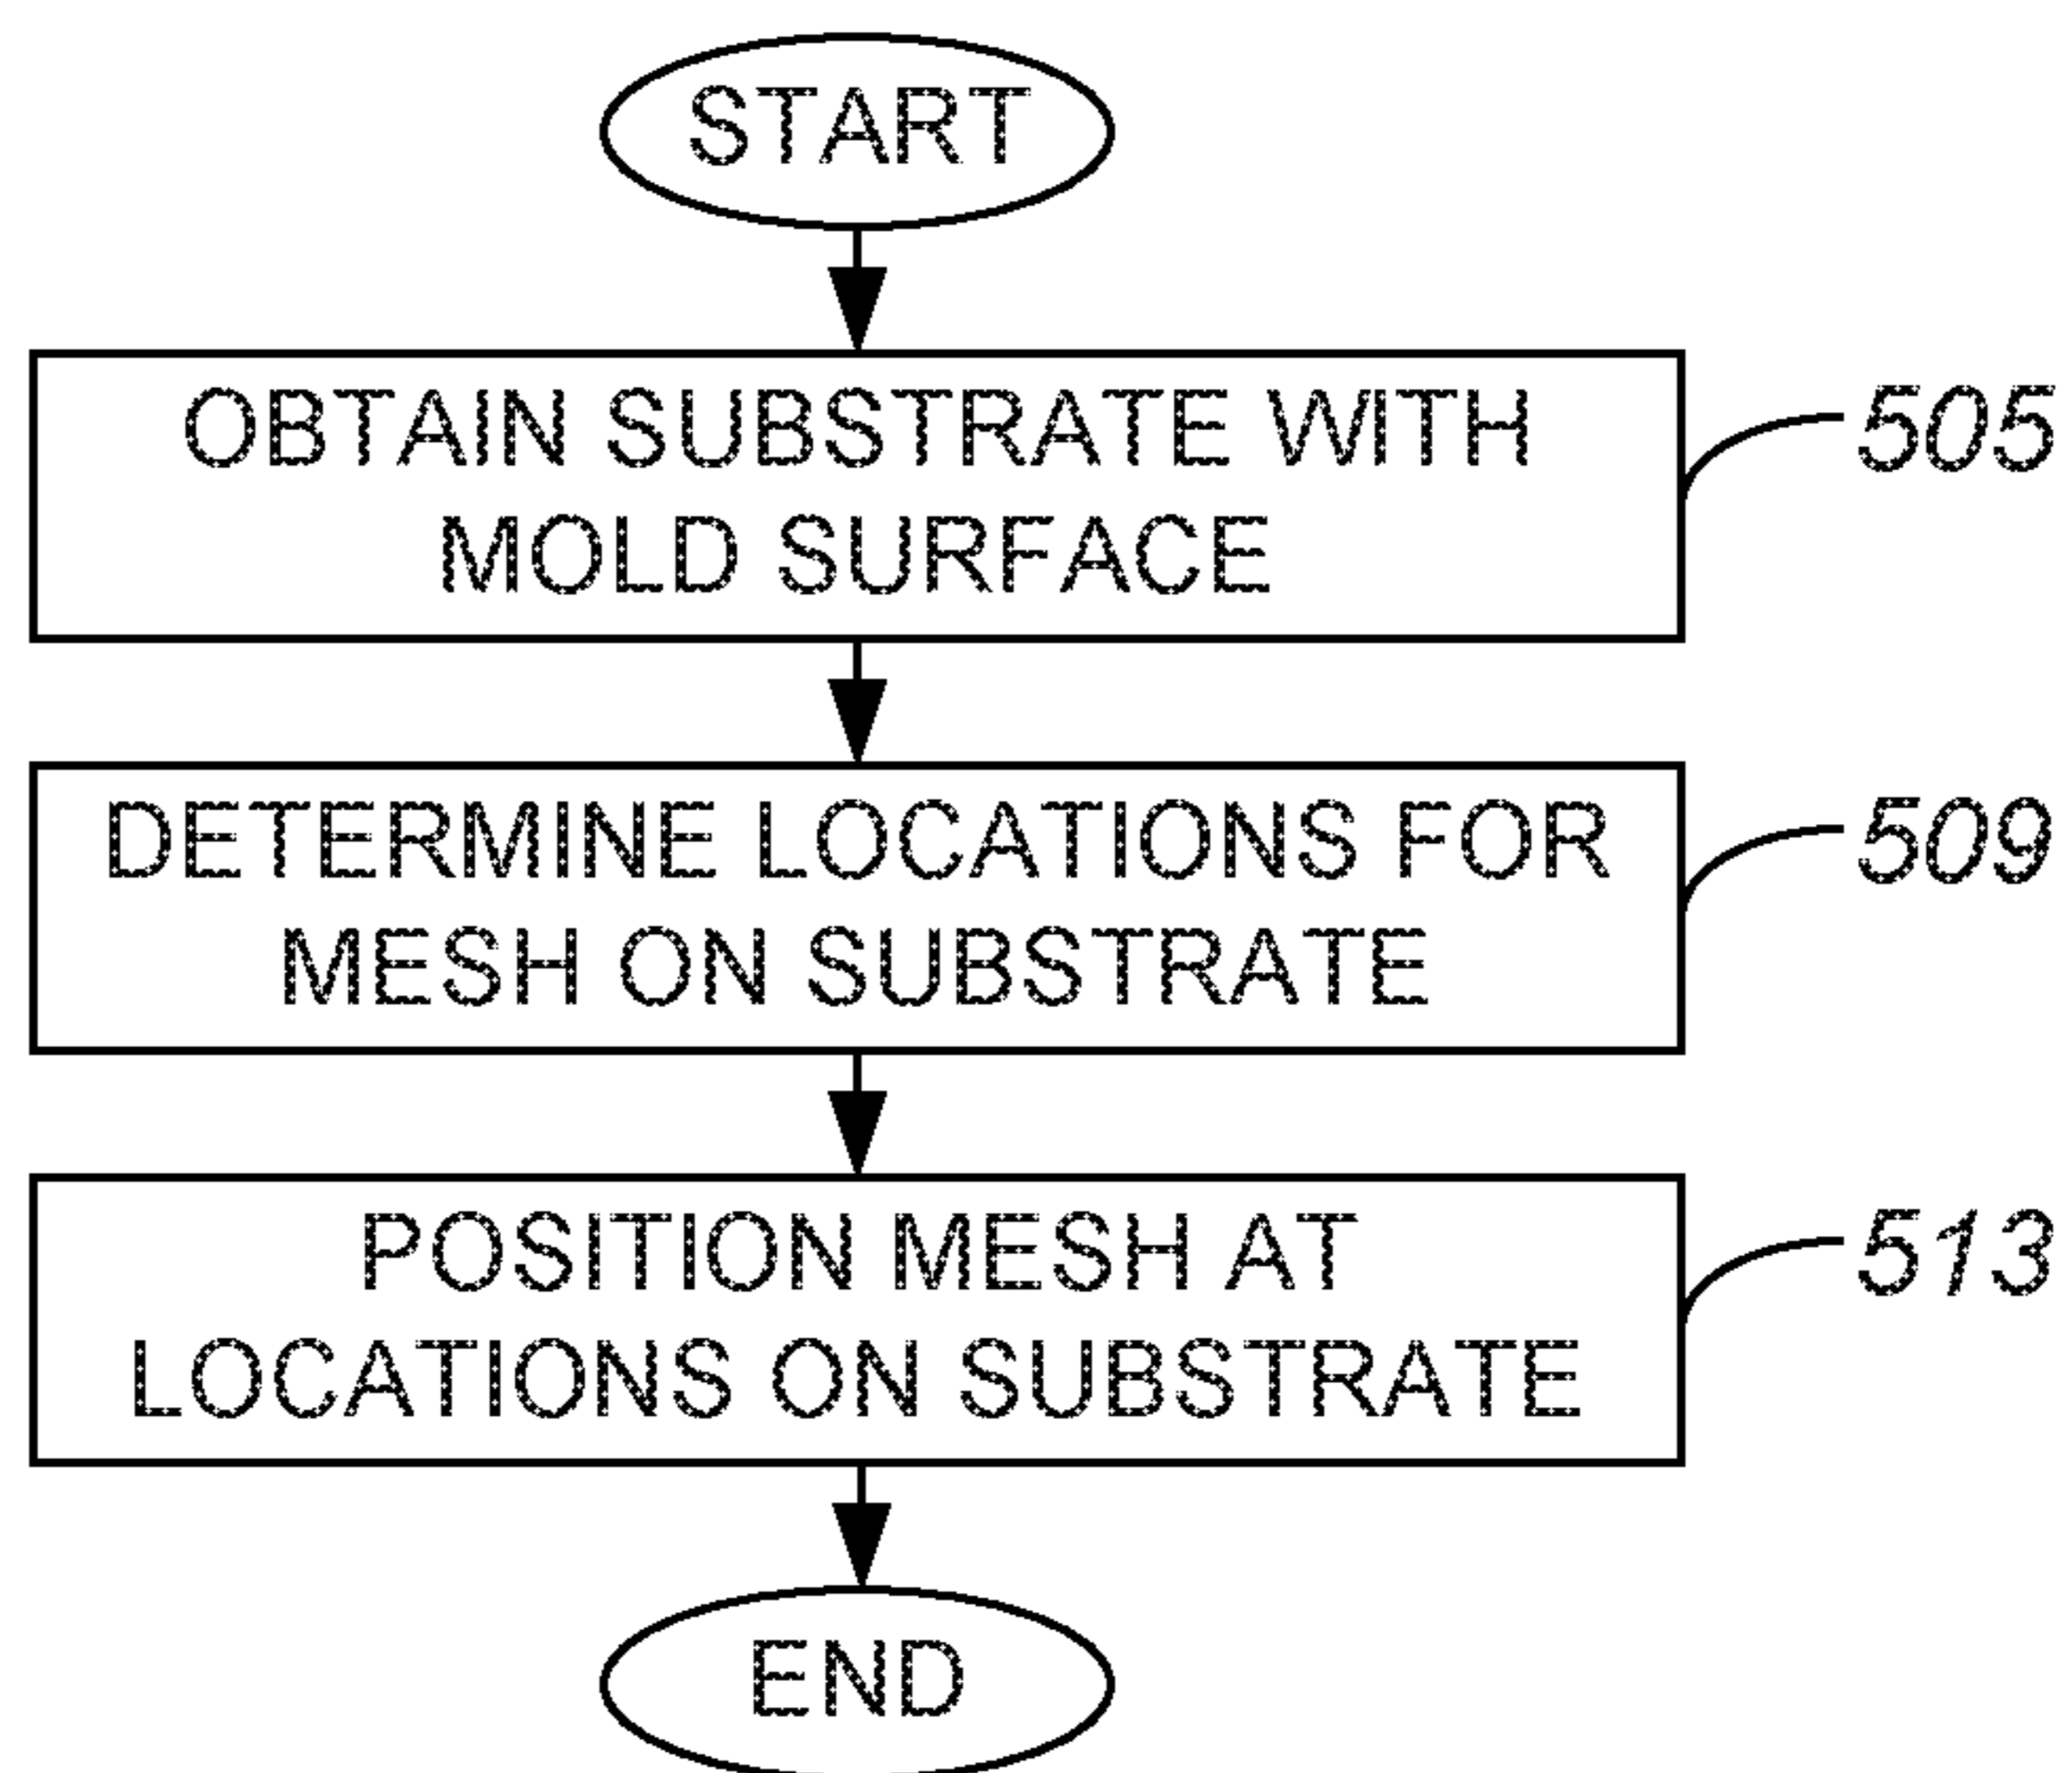 START
OBTAIN SUBSTRATE WITH
MOLD SURFACE
505
DETERMINE LOCATIONS FOR
MESH ON SUBSTRATE
509
POSITION MESH AT
LOCATIONS ON SUBSTRATE
513
END